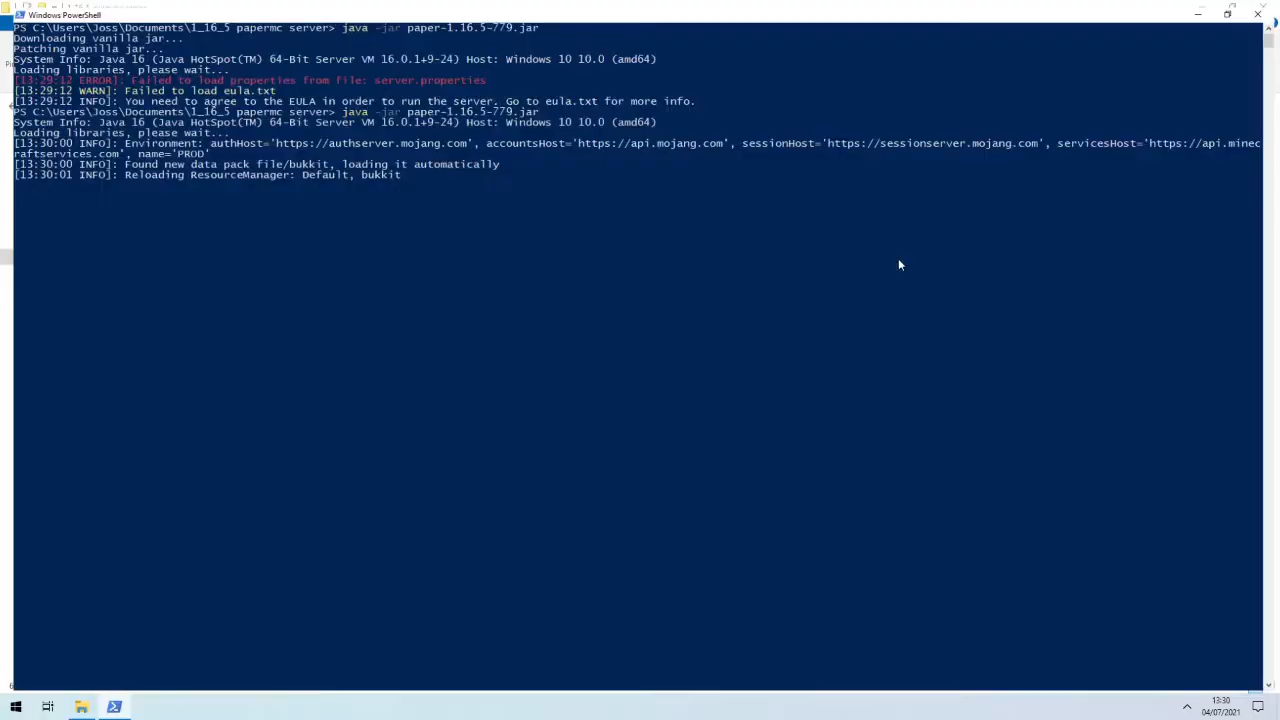 Windows PowerShell
PS C:\Users\Joss\Documents\1_16_5 papermc server> java -jar paper-1.16.5-779.jar
Downloading vanilla jar...
Patching vanilla jar...
System Info: Java 16 (Java HotSpot(TM) 64-Bit Server VM 16.0.1+9-24) Host: Windows 10 10.0 (amd64)
Loading libraries, please wait...
[13:29:12 ERROR]: Failed to load properties from file: server.properties
[13:29:12 WARN]: Failed to load eula.txt
[13:29:12 INFO]: You need to agree to the EULA in order to run the server. Go to eula.txt for more info.
PS C:\Users\Joss\Documents\1_16_5 papermc server> java -jar paper-1.16.5-779.jar
System Info: Java 16 (Java HotSpot(TM) 64-Bit Server VM 16.0.1+9-24) Host: Windows 10 10.0 (amd64)
Loading libraries, please wait...
[13:30:00 INFO]: Environment: authHost='https://authserver.mojang.com', accountsHost='https://api.mojang.com', sessionHost='https://sessionserver.mojang.com', servicesHost='https://api.minec
raftservices.com', name='PROD'
[13:30:00 INFO]: Found new data pack file/bukkit, loading it automatically
[13:30:01 INFO]: Reloading ResourceManager: Default, bukkit
13:30
04/07/2021